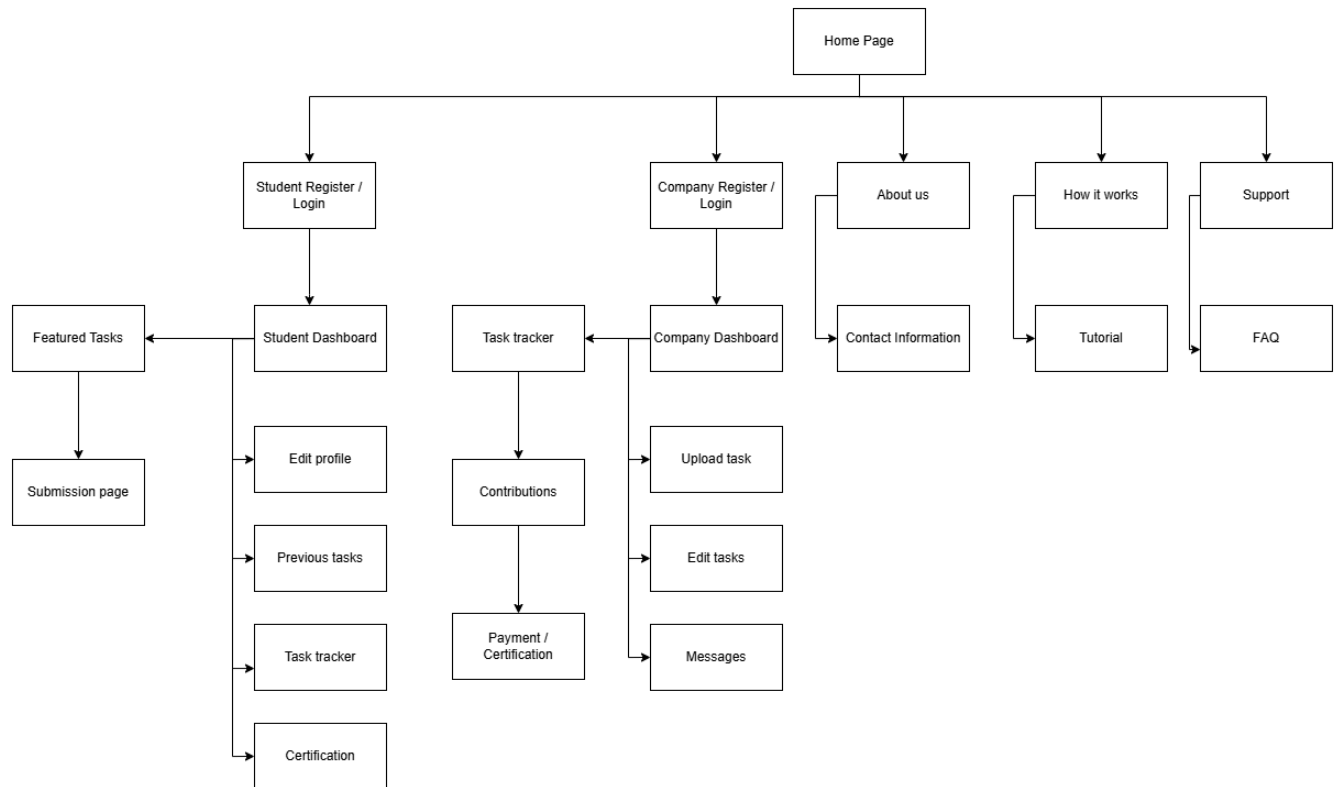 Home Page
Student Register /
Login
Company Register /
Login
About us
How it works
Support
Featured Tasks
Student Dashboard
Task tracker
Company Dashboard
Contact Information
Tutorial
FAQ
Submission page
Edit profile
Contributions
Upload task
Previous tasks
Edit tasks
Task tracker
Payment /
Certification
Messages
Certification